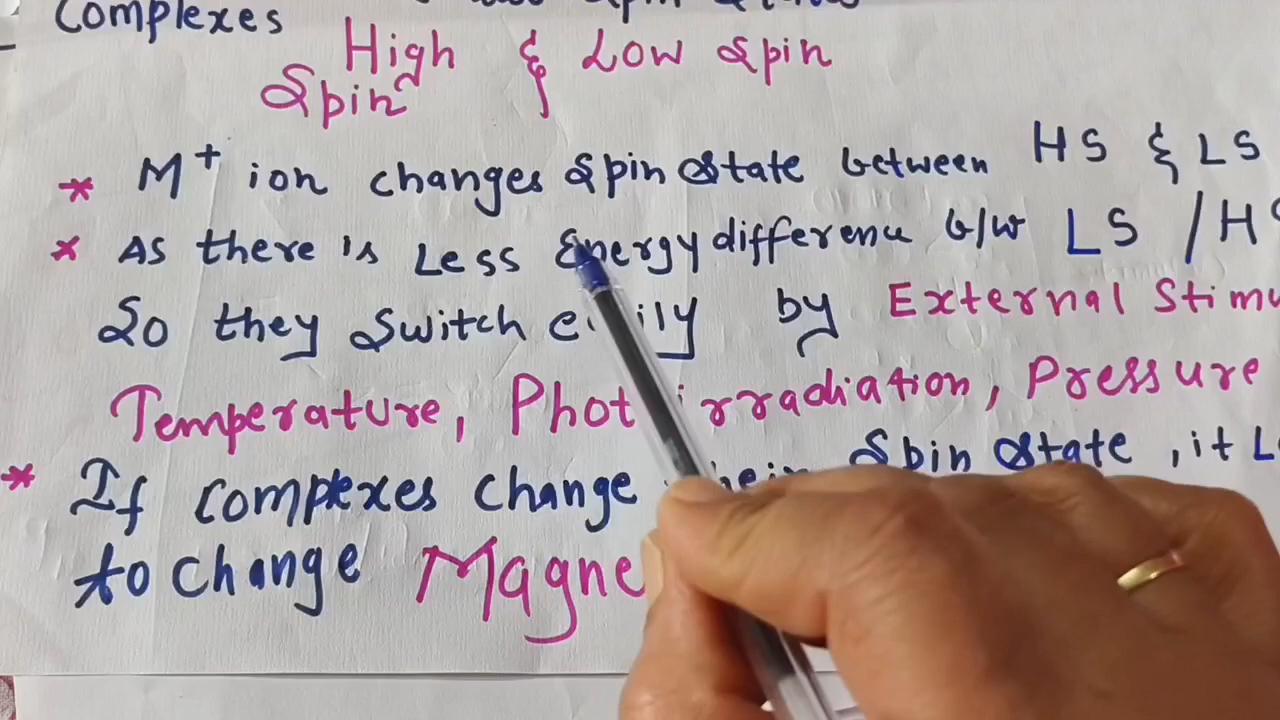 Complexes
High & Low Spin
Spin
* M+ ion changes Spin State between HS & LS
* As there is Less Energy difference b/w LS / H
So they Switch by External Stimu
Temperature, Phot irradiation, Pressure
* If complexes change Spin State, it L
to change Magne